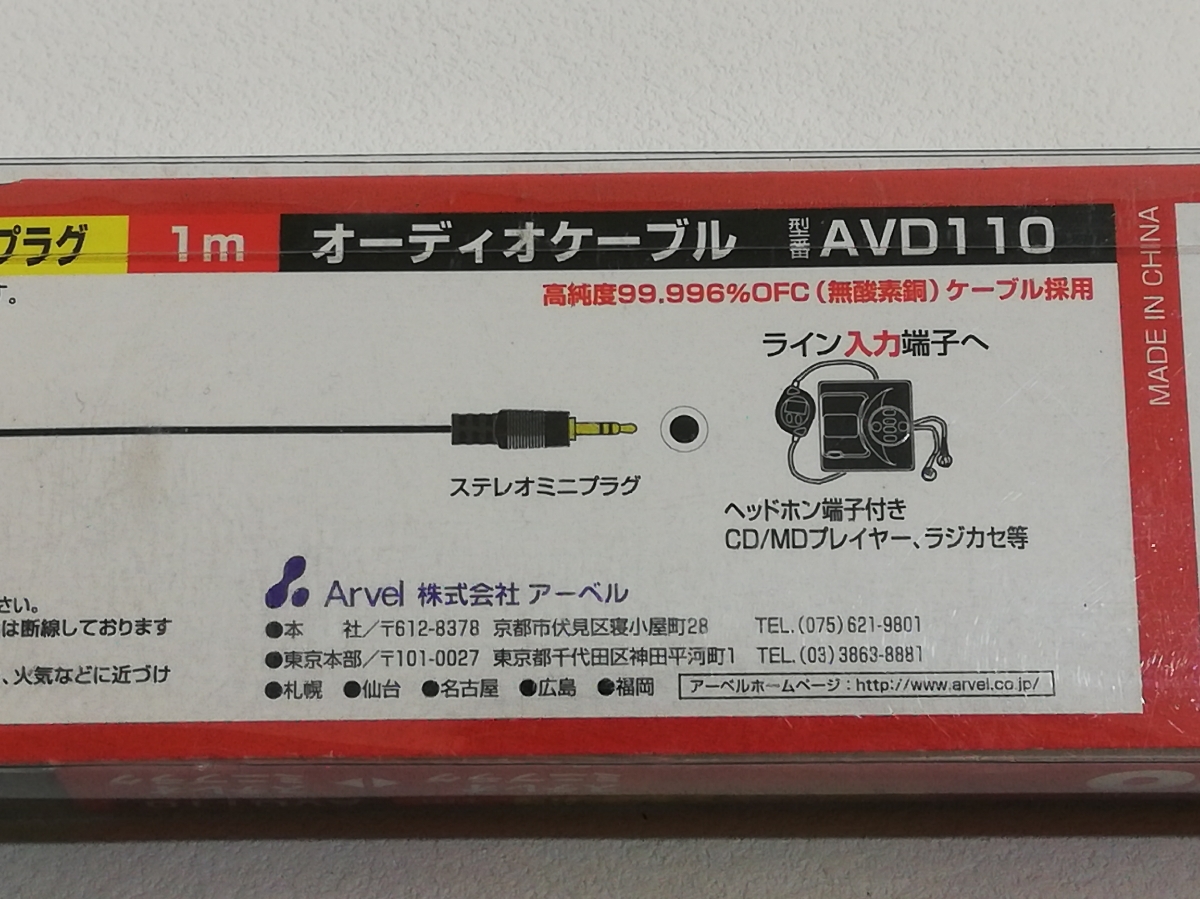 プラグ 1m オーディオケーブル 型番 AVD110
す。
高純度99.996%OFC(無酸素銅)ケーブル採用
MADE IN CHINA
ライン入力端子へ
ステレオミニプラグ
ヘッドホン端子付き
CD/MDプレイヤー、ラジカセ等
さい。
は断線しております
、火気などに近づけ
Arvel 株式会社 アーベル
●本 社/〒612-8378 京都市伏見区寝小屋町28 TEL.(075)621-9801
●東京本部/〒101-0027 東京都千代田区神田平河町1 TEL.(03)3863-8881
●札幌 ●仙台 ●名古屋 ●広島 ●福岡 アーベルホームページ:http://www.arvel.co.jp/